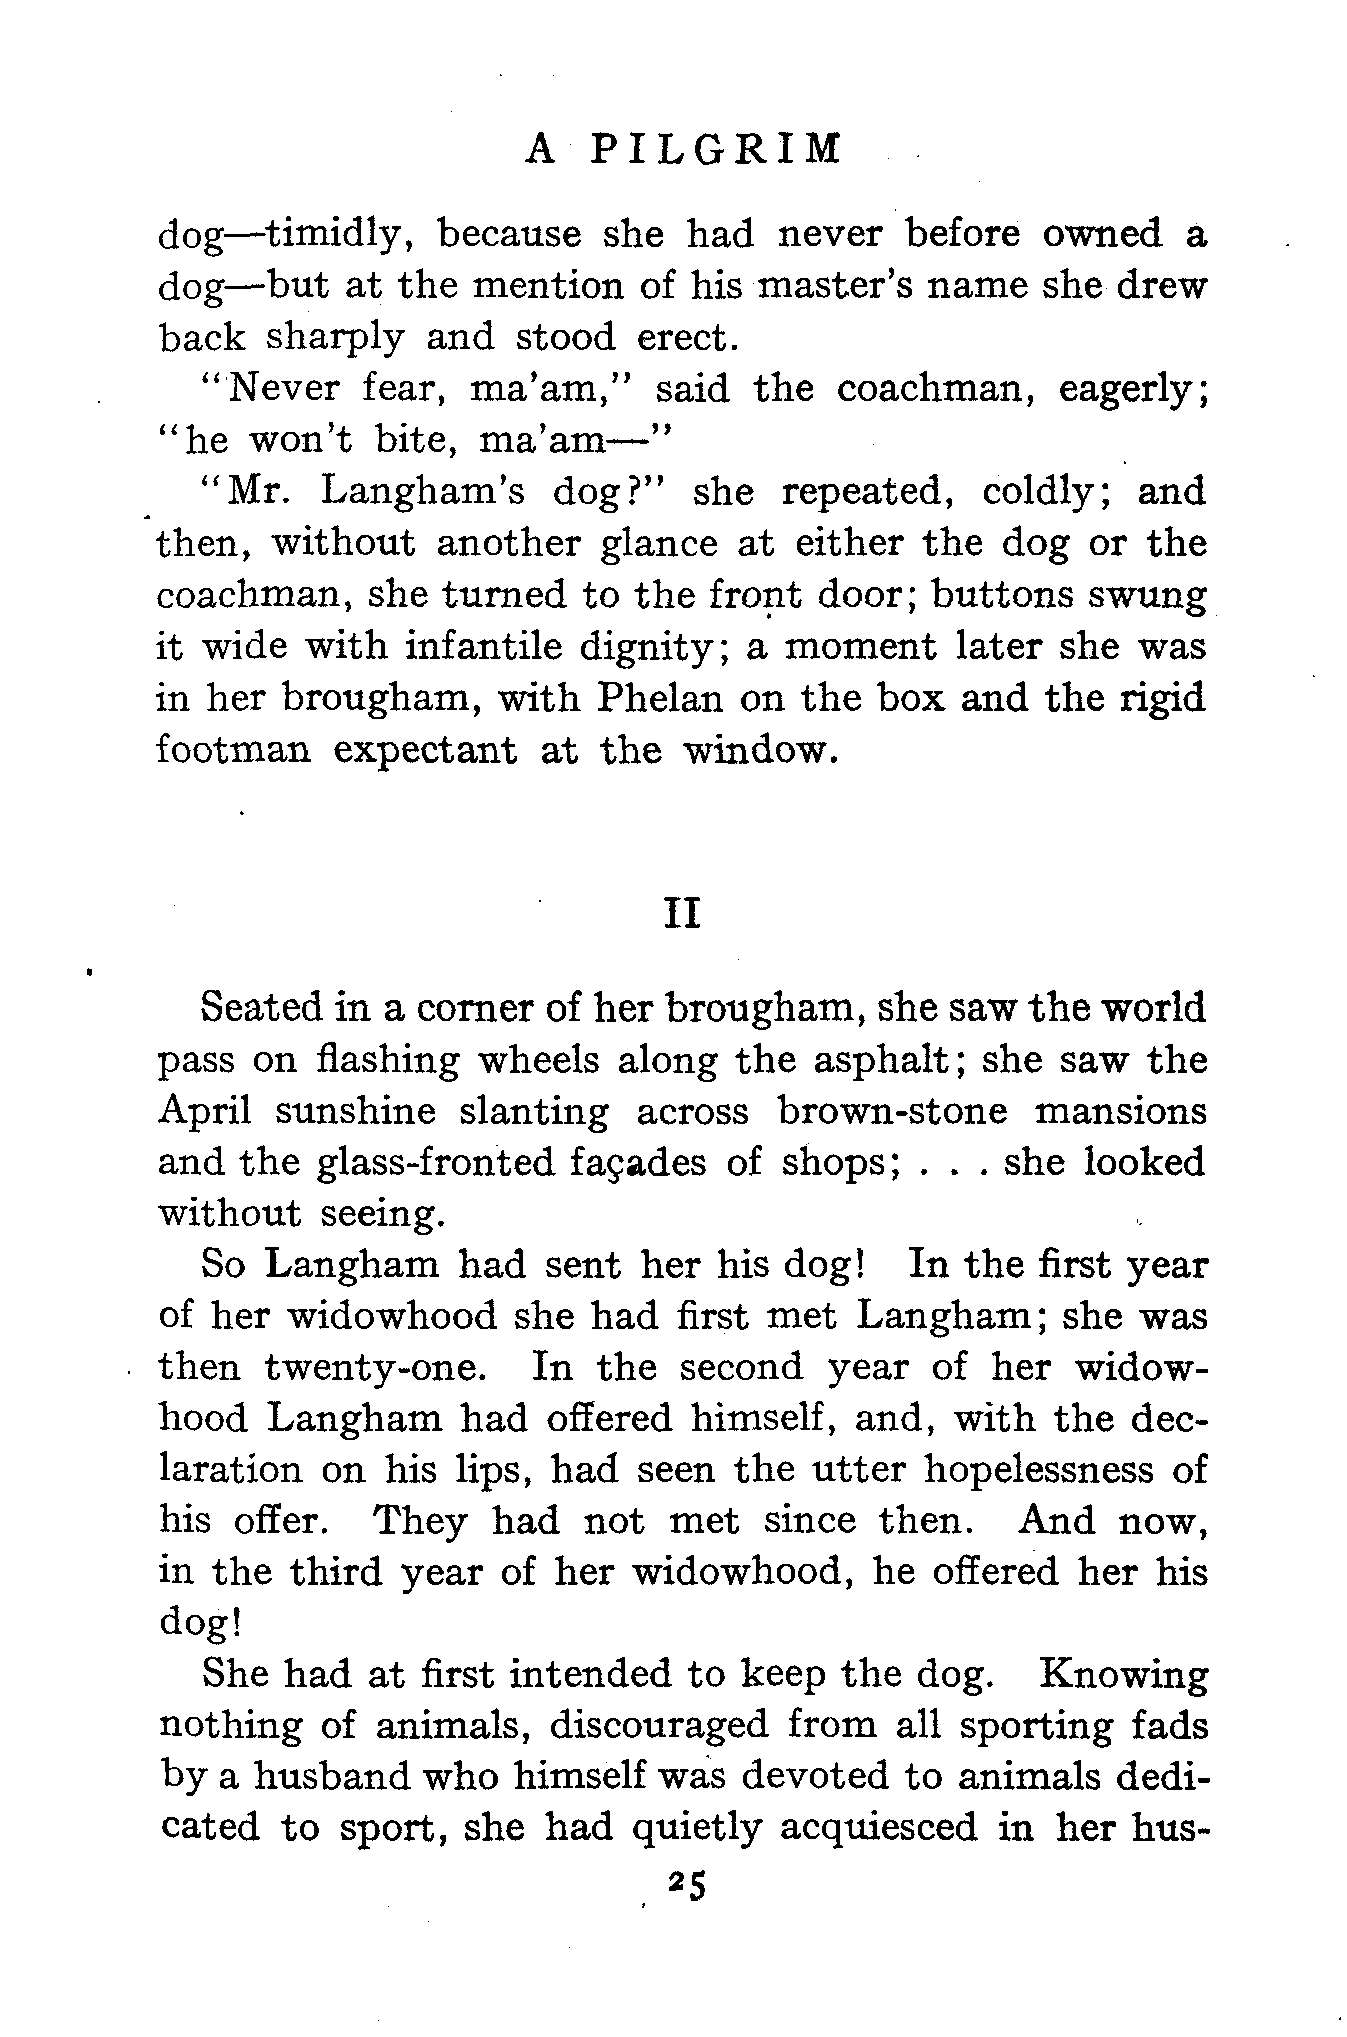 A PILGRIM
dog—timidly, because she had never before owned a
dog—but at the mention of his master's name she drew
back sharply and stood erect.
"Never fear, ma'am," said the coachman, eagerly;
"he won't bite, ma'am—"
"Mr. Langham's dog?" she repeated, coldly; and
then, without another glance at either the dog or the
coachman, she turned to the front door; buttons swung
it wide with infantile dignity; a moment later she was
in her brougham, with Phelan on the box and the rigid
footman expectant at the window.
II
Seated in a corner of her brougham, she saw the world
pass on flashing wheels along the asphalt; she saw the
April sunshine slanting across brown-stone mansions
and the glass-fronted façades of shops; . . . she looked
without seeing.
So Langham had sent her his dog! In the first year
of her widowhood she had first met Langham; she was
then twenty-one. In the second year of her widow-
hood Langham had offered himself, and, with the dec-
laration on his lips, had seen the utter hopelessness of
his offer. They had not met since then. And now,
in the third year of her widowhood, he offered her his
dog!
She had at first intended to keep the dog. Knowing
nothing of animals, discouraged from all sporting fads
by a husband who himself was devoted to animals dedi-
cated to sport, she had quietly acquiesced in her hus-
25